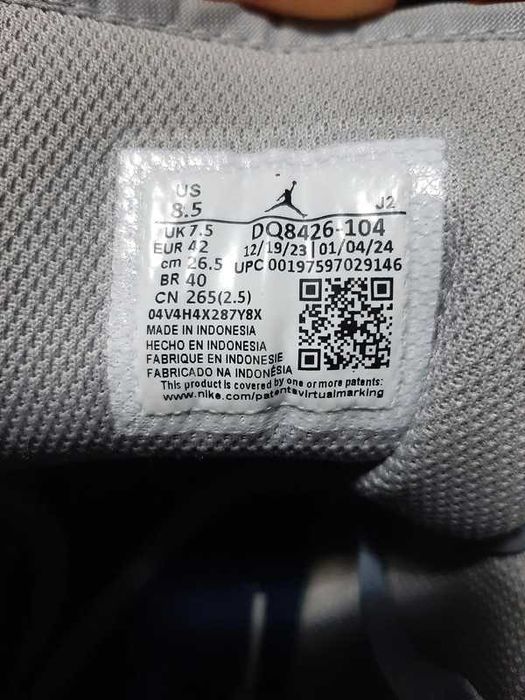 US J2
8.5
UK 7.5 DQ8426-104
EUR 42 12/19/23 | 01/04/24
cm 26.5 UPC 00197597029146
BR 40
CN 265(2.5)
04V4H4X287Y8X
MADE IN INDONESIA
HECHO EN INDONESIA
FABRIQUE EN INDONESIE
FABRICADO NA INDONÉSIA
This product is covered by one or more patents:
www.nike.com/patentsvirtualmarking